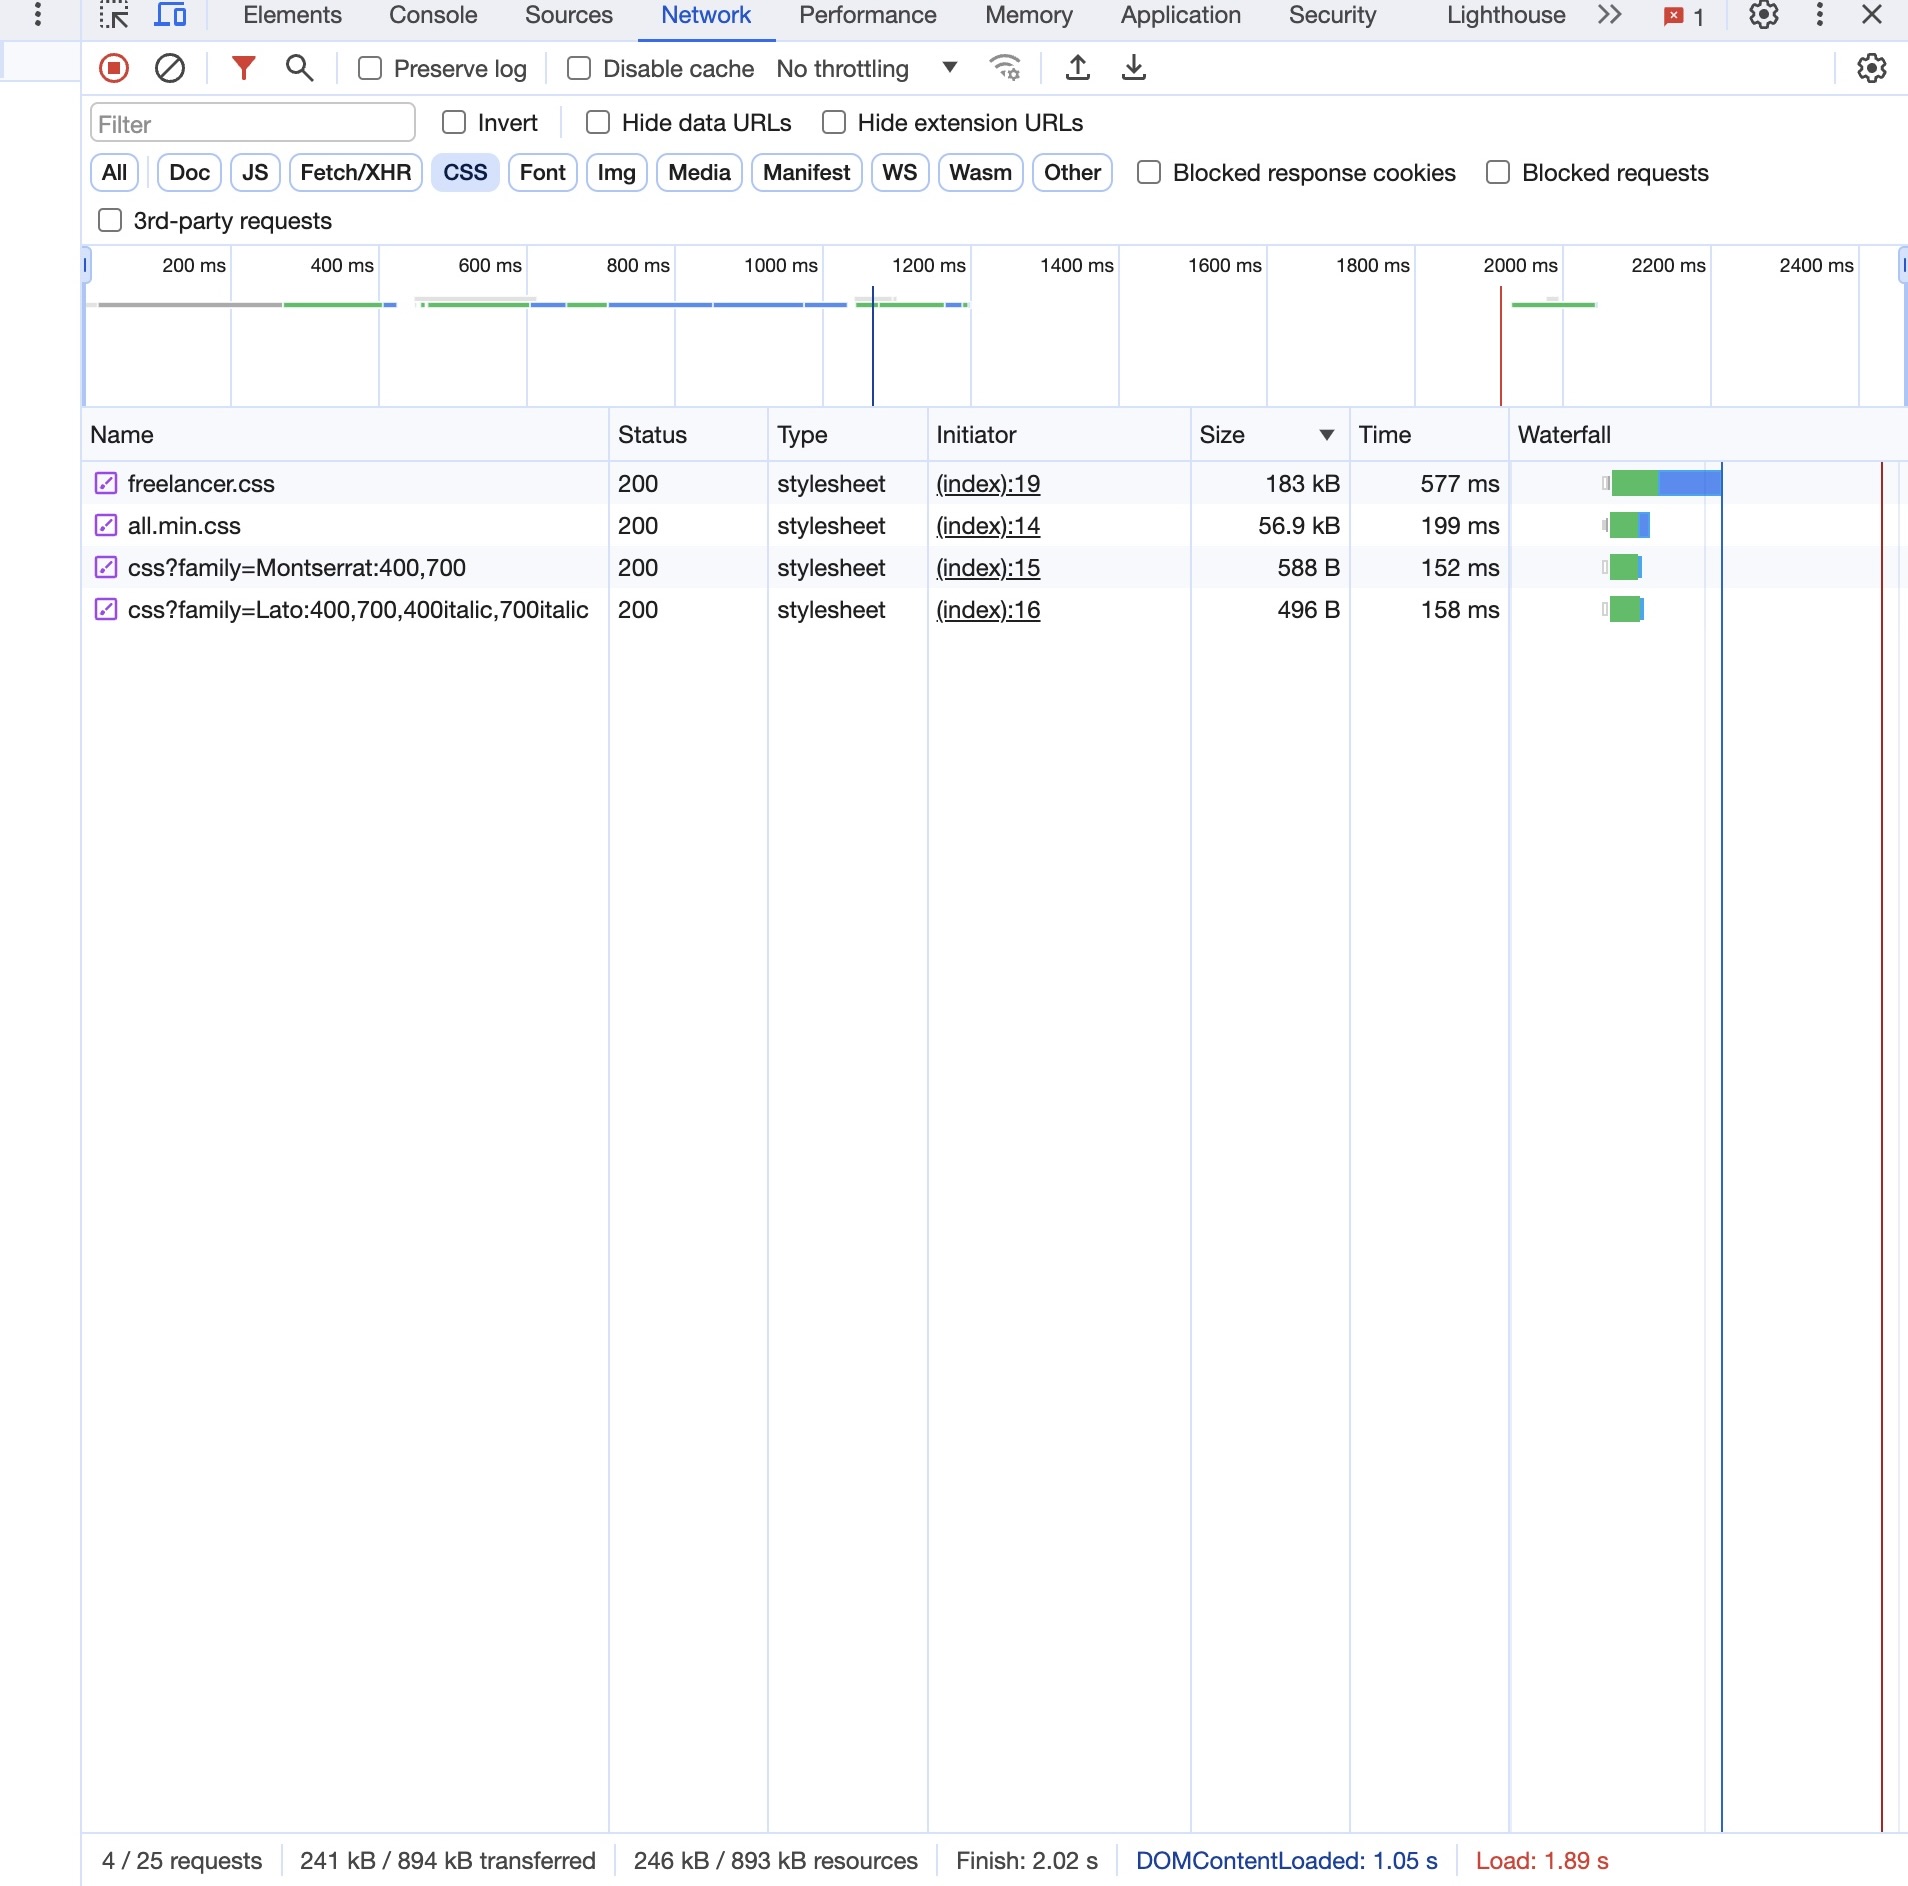 Elements Console Sources Network Performance Memory Application Security Lighthouse 1
Preserve log Disable cache No throttling
Filter Invert Hide data URLs Hide extension URLs
All Doc JS Fetch/XHR CSS Font Img Media Manifest WS Wasm Other Blocked response cookies Blocked requests
3rd-party requests
200 ms 400 ms 600 ms 800 ms 1000 ms 1200 ms 1400 ms 1600 ms 1800 ms 2000 ms 2200 ms 2400 ms
Name Status Type Initiator Size Time Waterfall
freelancer.css 200 stylesheet (index):19 183 kB 577 ms
all.min.css 200 stylesheet (index):14 56.9 kB 199 ms
css?family=Montserrat:400,700 200 stylesheet (index):15 588 B 152 ms
css?family=Lato:400,700,400italic,700italic 200 stylesheet (index):16 496 B 158 ms
4 / 25 requests 241 kB / 894 kB transferred 246 kB / 893 kB resources Finish: 2.02 s DOMContentLoaded: 1.05 s Load: 1.89 s